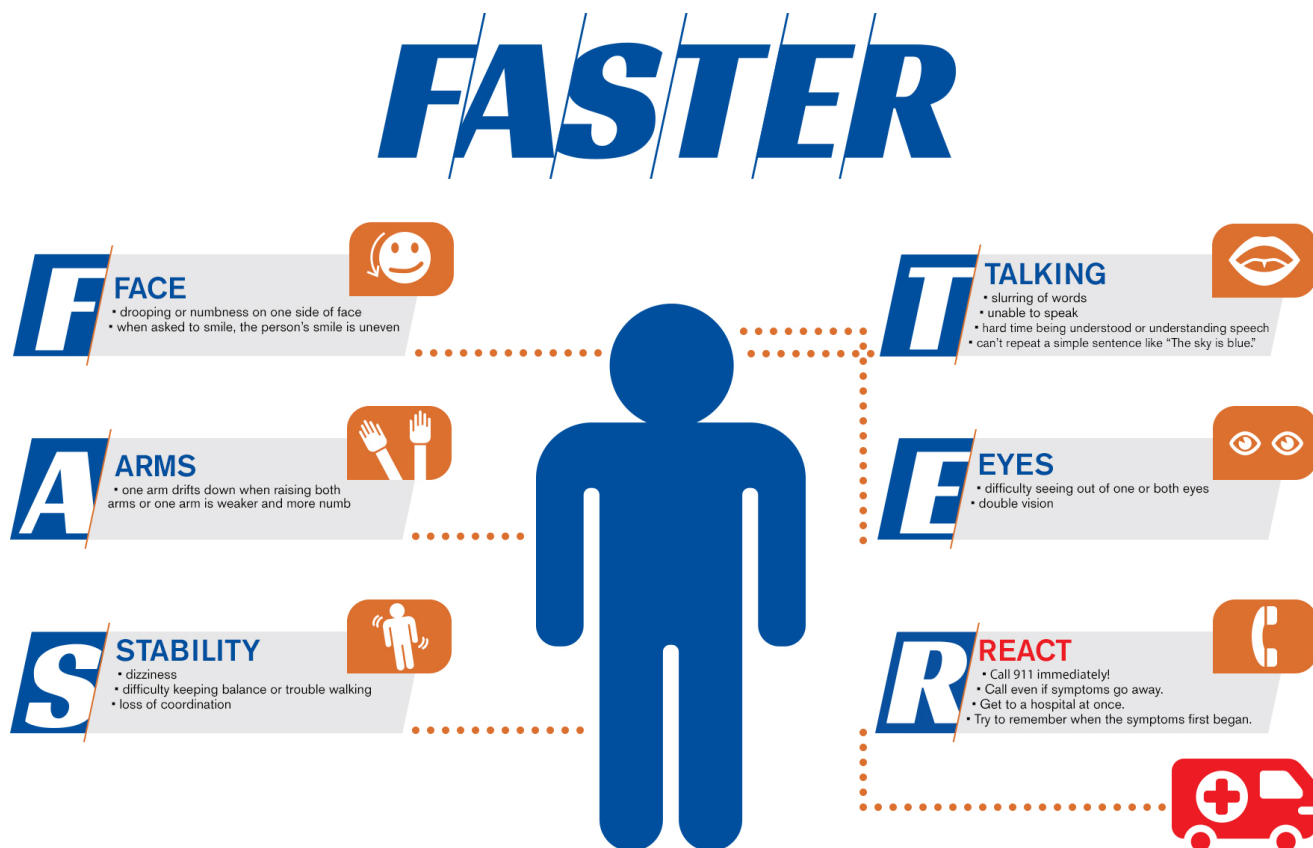 FASTER
F
FACE
▪ drooping or numbness on one side of face
▪ when asked to smile, the person's smile is uneven
A
ARMS
▪ one arm drifts down when raising both
arms or one arm is weaker and more numb
S
STABILITY
▪ dizziness
▪ difficulty keeping balance or trouble walking
▪ loss of coordination
T
TALKING
▪ slurring of words
▪ unable to speak
▪ hard time being understood or understanding speech
▪ can't repeat a simple sentence like “The sky is blue.”
E
EYES
▪ difficulty seeing out of one or both eyes
▪ double vision
R
REACT
▪ Call 911 immediately!
▪ Call even if symptoms go away.
▪ Get to a hospital at once.
▪ Try to remember when the symptoms first began.